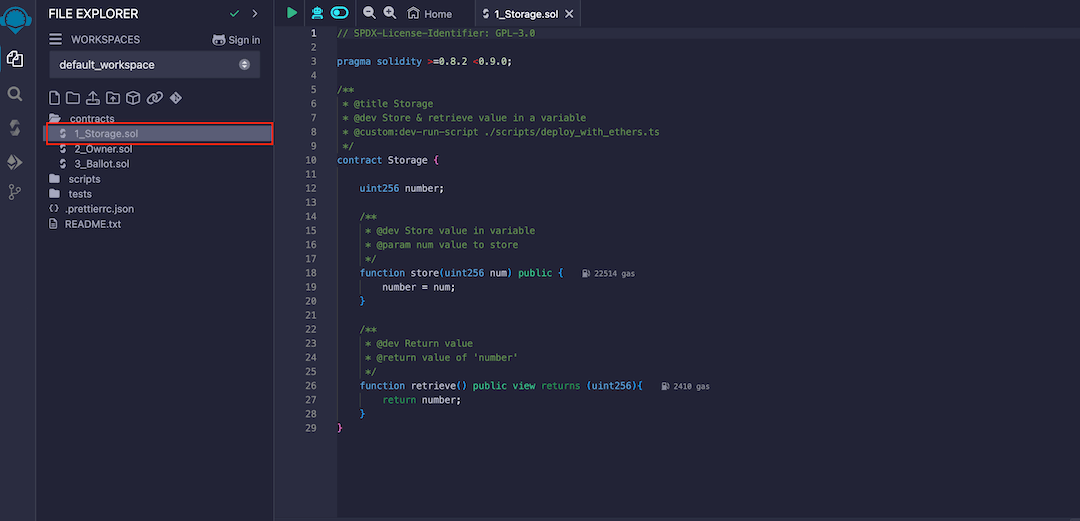 FILE EXPLORER
WORKSPACES
Sign in
default_workspace
contracts
1_Storage.sol
2_Owner.sol
3_Ballot.sol
scripts
tests
.prettierrc.json
README.txt
Home
1_Storage.sol
1 // SPDX-License-Identifier: GPL-3.0
2
3 pragma solidity >=0.8.2 <0.9.0;
4
5 /**
6  * @title Storage
7  * @dev Store & retrieve value in a variable
8  * @custom:dev-run-script ./scripts/deploy_with_ethers.ts
9  */
10 contract Storage {
11
12     uint256 number;
13
14     /**
15      * @dev Store value in variable
16      * @param num value to store
17      */
18     function store(uint256 num) public { 22514 gas
19         number = num;
20     }
21
22     /**
23      * @dev Return value
24      * @return value of 'number'
25      */
26     function retrieve() public view returns (uint256){ 2410 gas
27         return number;
28     }
29 }